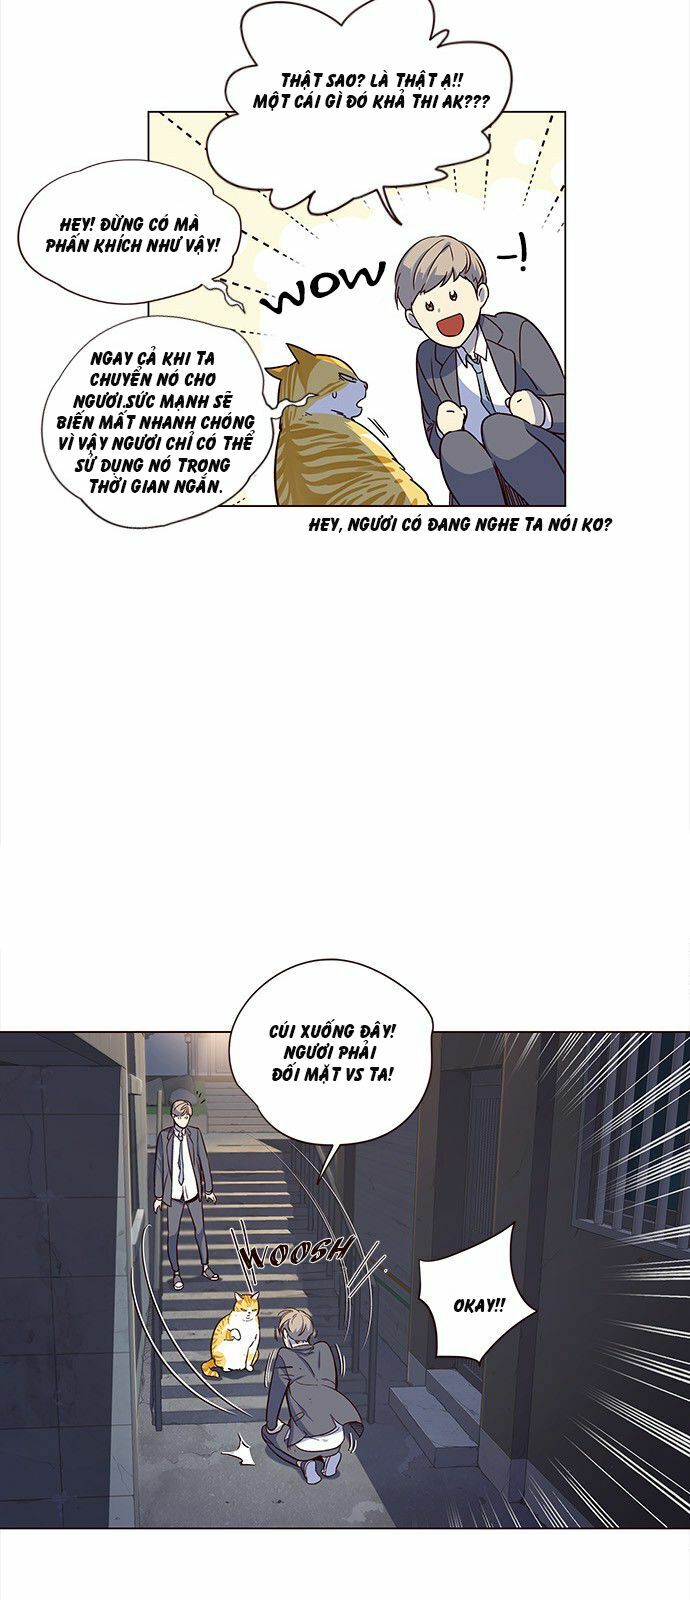 THẬT SAO? LÀ THẬT Ạ!!
MỘT CÁI GÌ ĐÓ KHẢ THI AK???
HEY! ĐỪNG CÓ MÀ
PHẤN KHÍCH NHƯ VẬY!
WOW
-!
NGAY CẢ KHI TA
CHUYỂN NÓ CHO
NGƯƠI.SỨC MẠNH SẼ
BIẾN MẤT NHANH CHÓNG
VÌ VẬY NGƯƠI CHỈ CÓ THỂ
SỬ DỤNG NÓ TRONG
THỜI GIAN NGẮN.
HEY, NGƯƠI CÓ ĐANG NGHE TA NÓI KO?
CÚI XUỐNG ĐÂY!
NGƯƠI PHẢI
ĐỐI MẶT VS TA!
WOOSH
OKAY!!